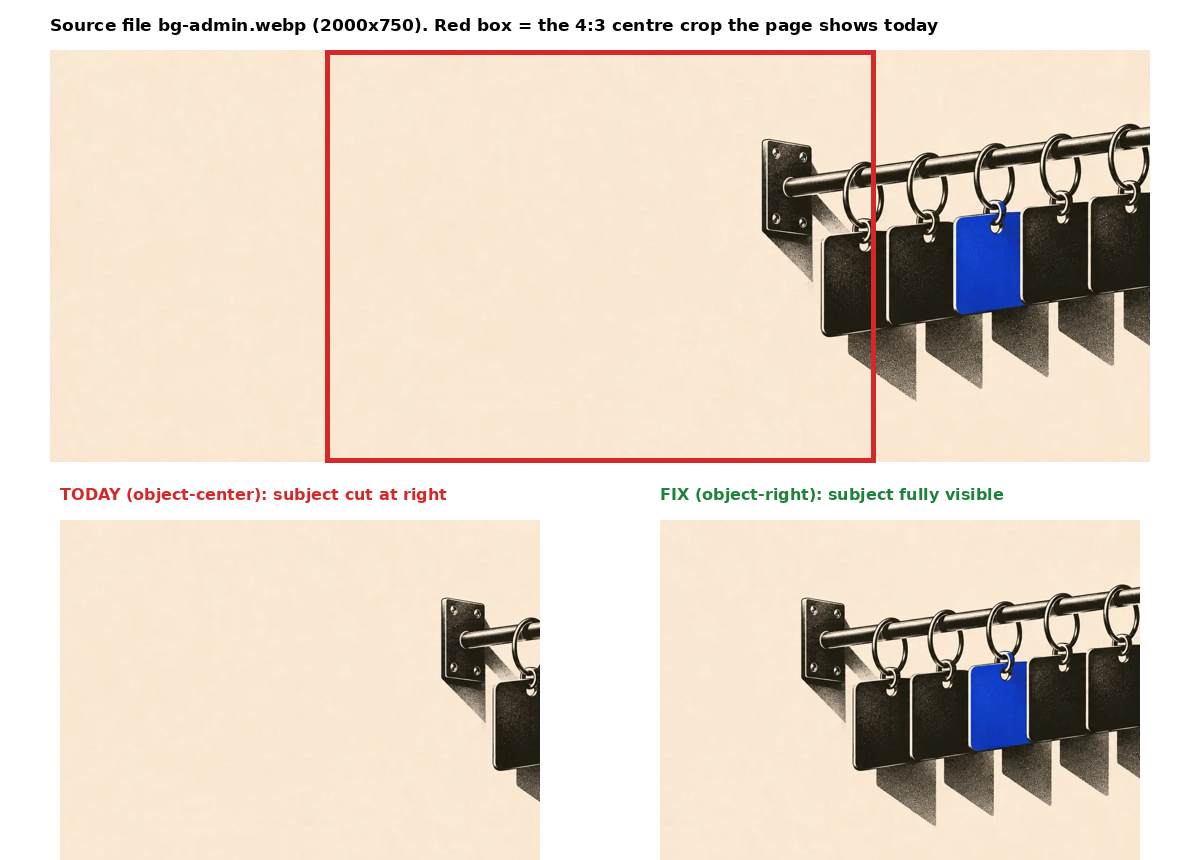 Source file bg-admin.webp (2000x750). Red box = the 4:3 centre crop the page shows today
TODAY (object-center): subject cut at right
FIX (object-right): subject fully visible